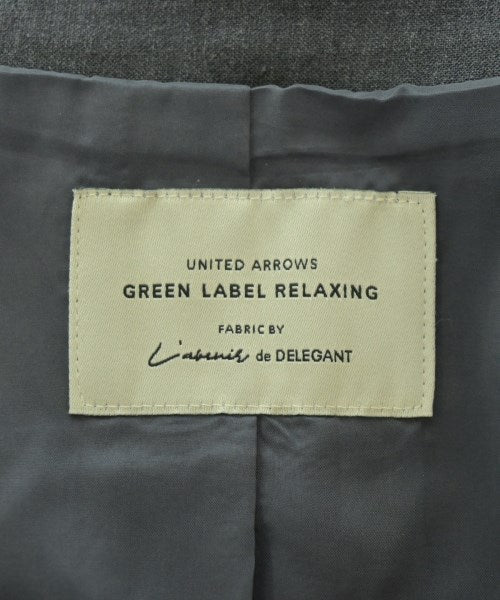 UNITED ARROWS
GREEN LABEL RELAXING
FABRIC BY
L'avenir de DELEGANT